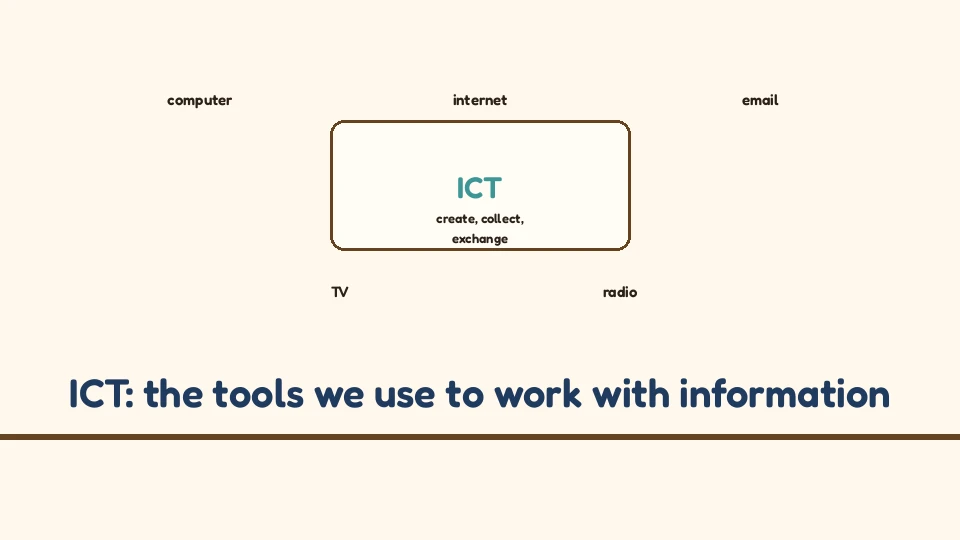 computer internet email
ICT
create, collect,
exchange
TV radio
ICT: the tools we use to work with information